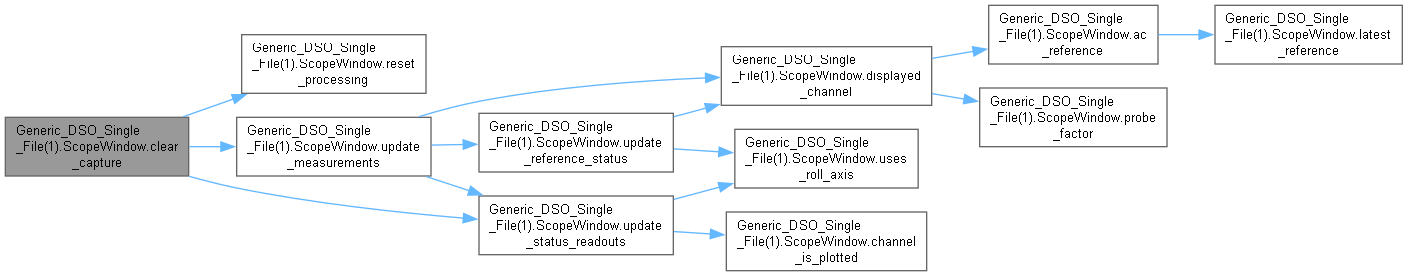 Generic_DSO_Single
_File(1).ScopeWindow.clear
_capture
Generic_DSO_Single
_File(1).ScopeWindow.reset
_processing
Generic_DSO_Single
_File(1).ScopeWindow.update
_measurements
Generic_DSO_Single
_File(1).ScopeWindow.update
_reference_status
Generic_DSO_Single
_File(1).ScopeWindow.update
_status_readouts
Generic_DSO_Single
_File(1).ScopeWindow.displayed
_channel
Generic_DSO_Single
_File(1).ScopeWindow.uses
_roll_axis
Generic_DSO_Single
_File(1).ScopeWindow.channel
_is_plotted
Generic_DSO_Single
_File(1).ScopeWindow.ac
_reference
Generic_DSO_Single
_File(1).ScopeWindow.probe
_factor
Generic_DSO_Single
_File(1).ScopeWindow.latest
_reference